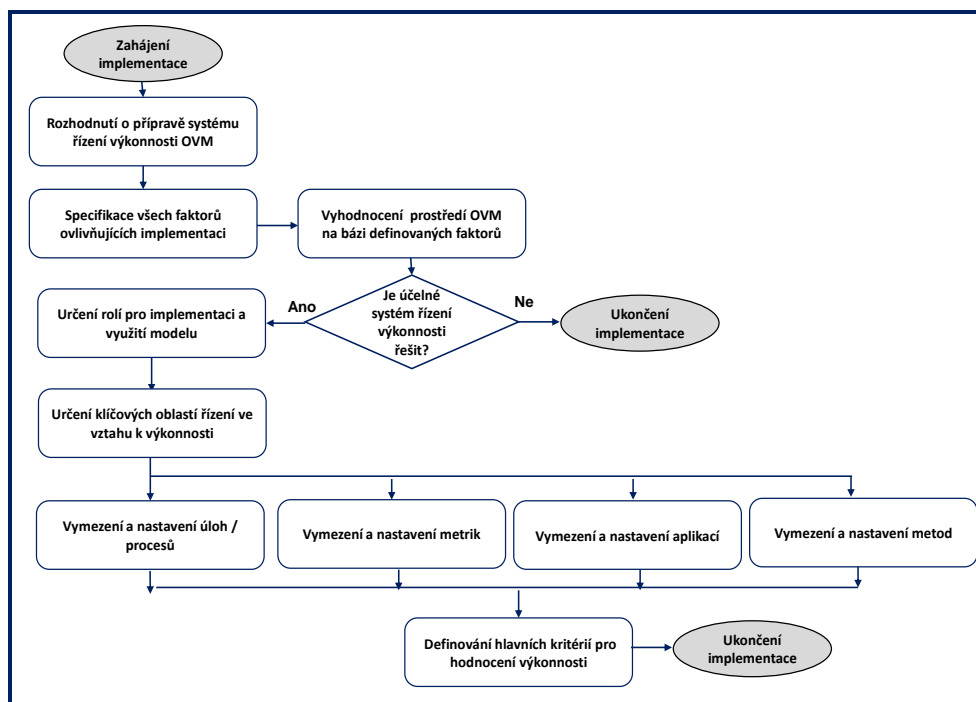 Zahájení
implementace
Rozhodnutí o přípravě systému
řízení výkonnosti OVM
Specifikace všech faktorů
ovlivňujících implementaci
Vyhodnocení prostředí OVM
na bázi definovaných faktorů
Je účelné
systém řízení
výkonnosti
řešit?
Ano
Ne
Určení rolí pro implementaci a
využití modelu
Ukončení
implementace
Určení klíčových oblastí řízení ve
vztahu k výkonnosti
Vymezení a nastavení úloh /
procesů
Vymezení a nastavení metrik
Vymezení a nastavení aplikací
Vymezení a nastavení metod
Definování hlavních kritérií pro
hodnocení výkonnosti
Ukončení
implementace